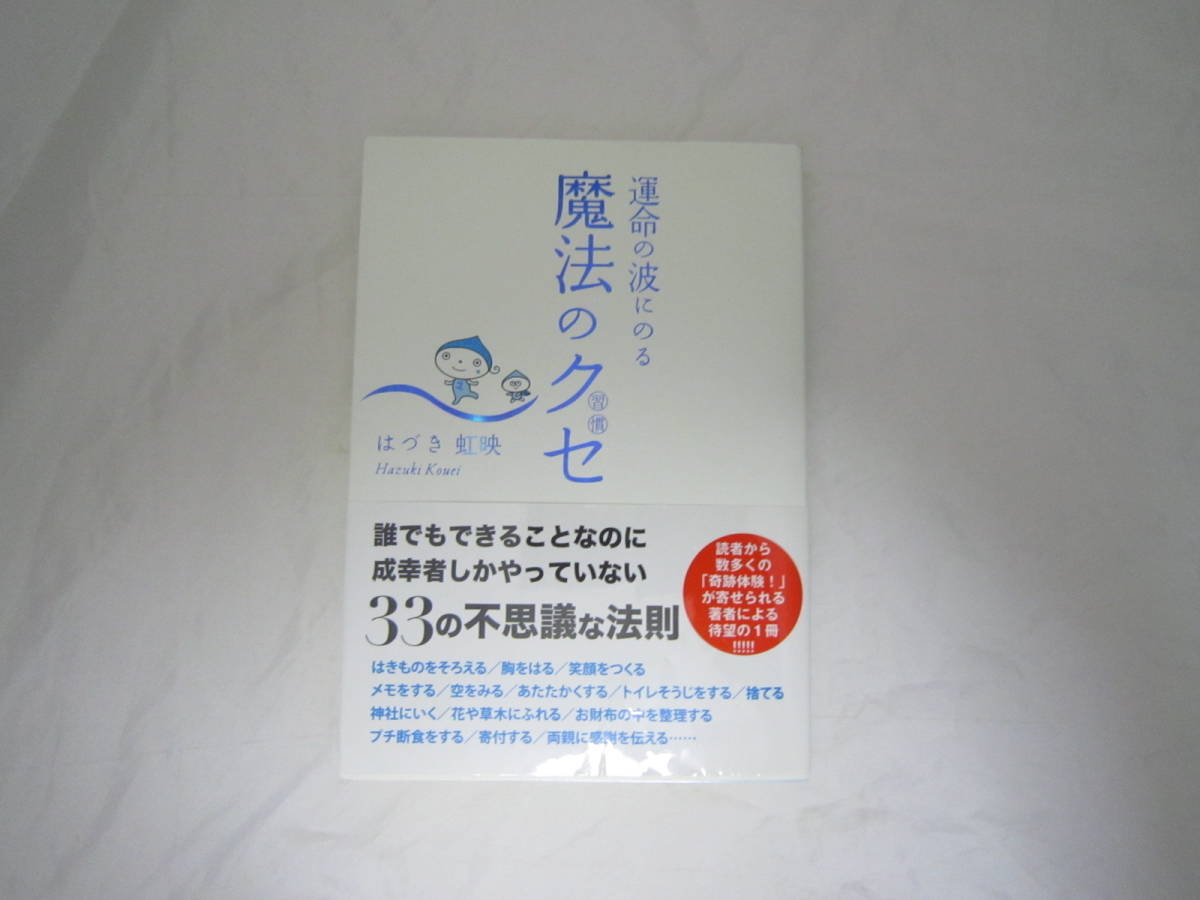 運命の波にのる
魔法のクセ
習慣
はづき 虹映
Hazuki Kouei
誰でもできることなのに
成幸者しかやっていない
33の不思議な法則
読者から
数多くの
「奇跡体験！」
が寄せられる
著者による
待望の1冊
!!!!!
はきものをそろえる／胸をはる／笑顔をつくる
メモをする／空をみる／あたたかくする／トイレそうじをする／捨てる
神社にいく／花や草木にふれる／お財布の中を整理する
プチ断食をする／寄付する／両親に感謝を伝える……